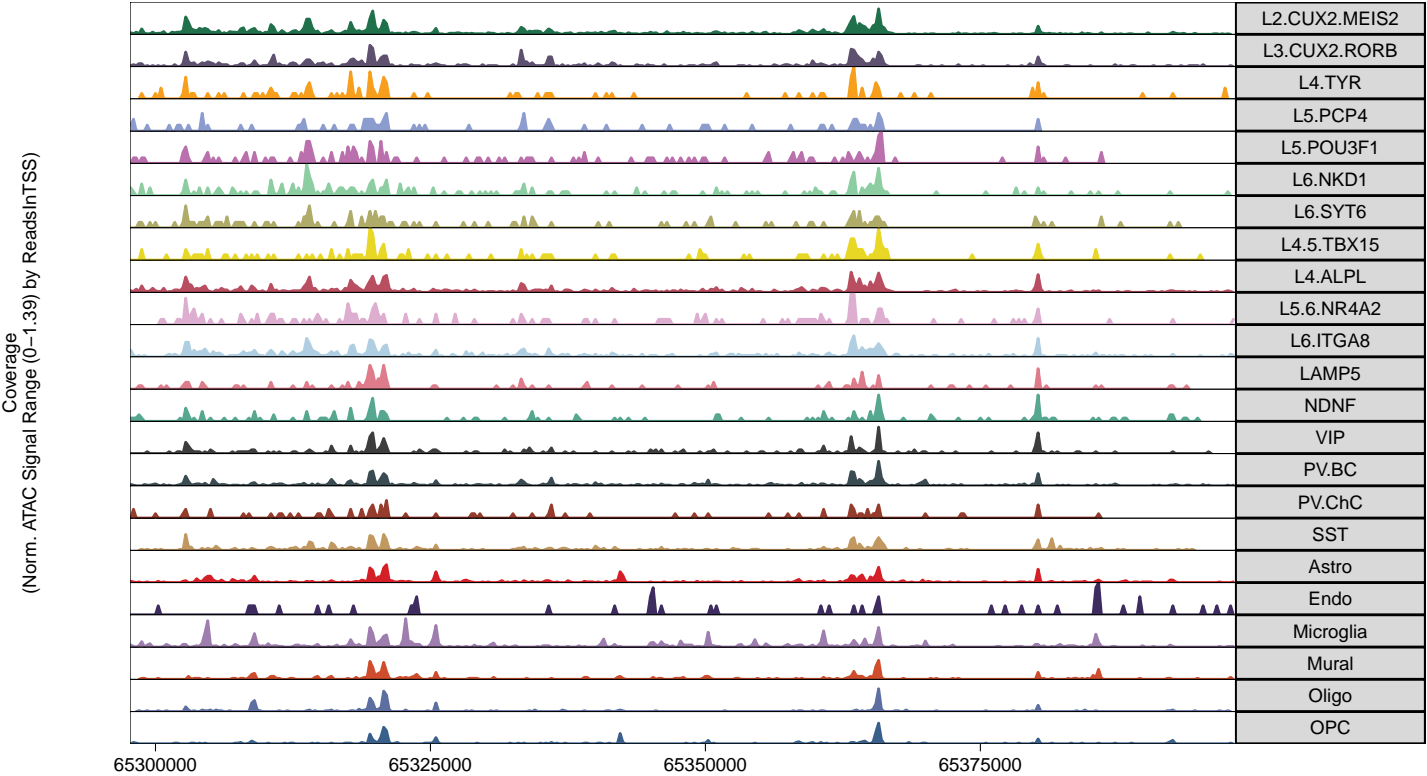 Coverage
(Norm. ATAC Signal Range (0−1.39) by ReadsInTSS)
L2.CUX2.MEIS2
L3.CUX2.RORB
L4.TYR
L5.PCP4
L5.POU3F1
L6.NKD1
L6.SYT6
L4.5.TBX15
L4.ALPL
L5.6.NR4A2
L6.ITGA8
LAMP5
NDNF
VIP
PV.BC
PV.ChC
SST
Astro
Endo
Microglia
Mural
Oligo
OPC
65300000 65325000 65350000 65375000